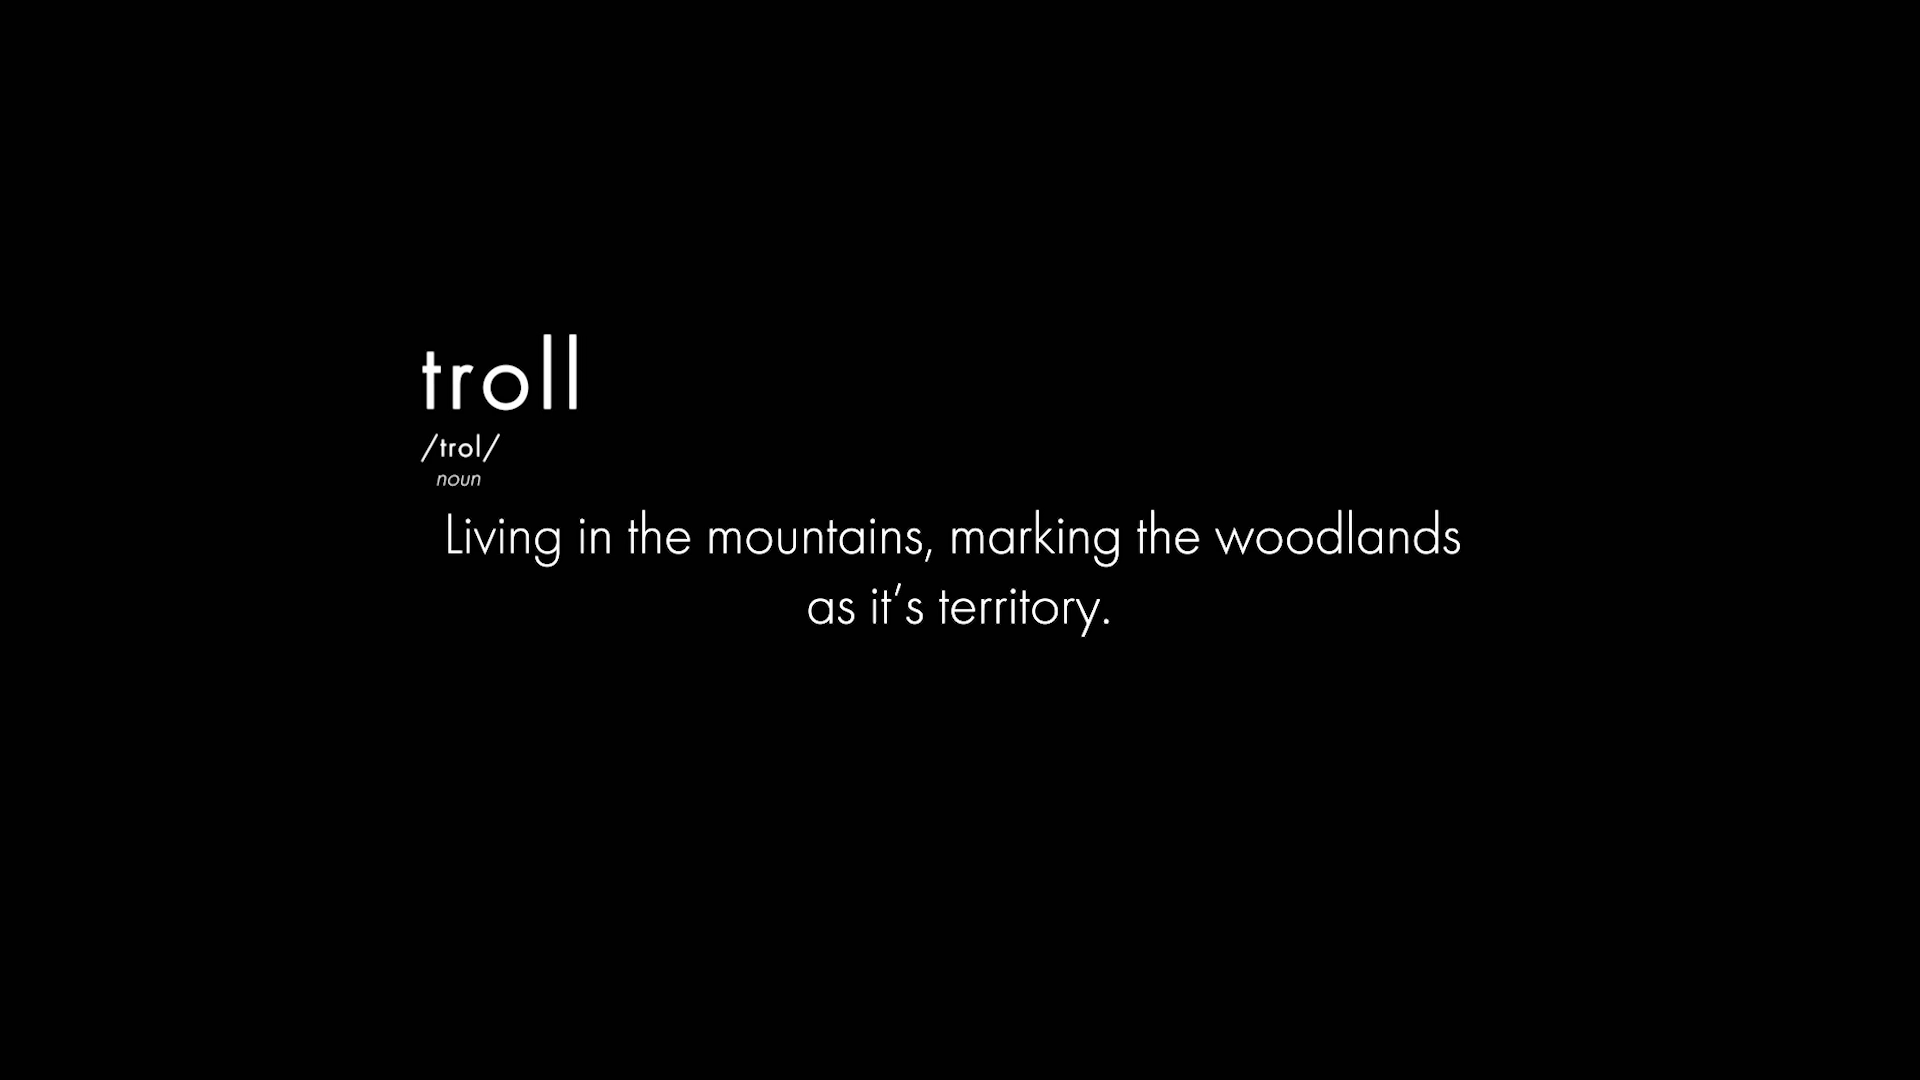 troll
/trol/
noun
Living in the mountains, marking the woodlands
as it’s territory.